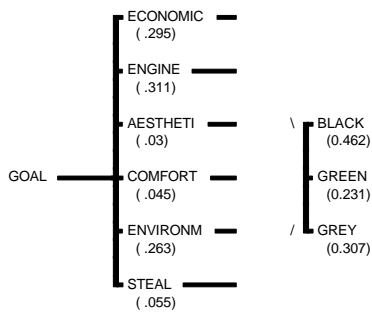 ECONOMIC
( .295)
ENGINE
( .311)
AESTHETI \ BLACK
( .03) (0.462)
GOAL COMFORT GREEN
( .045) (0.231)
ENVIRONM / GREY
( .263) (0.307)
STEAL
( .055)